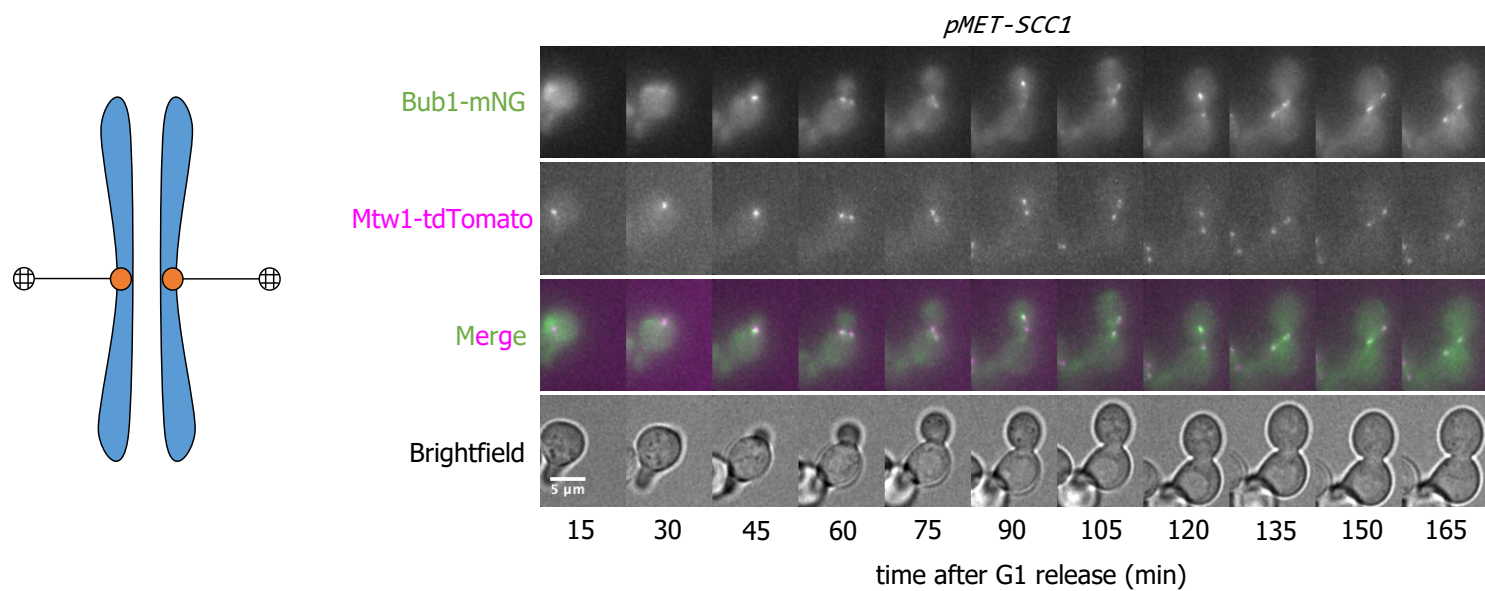 pMET-SCC1
Bub1-mNG
Mtw1-tdTomato
Merge
Brightfield
5 µm
15 30 45 60 75 90 105 120 135 150 165
time after G1 release (min)